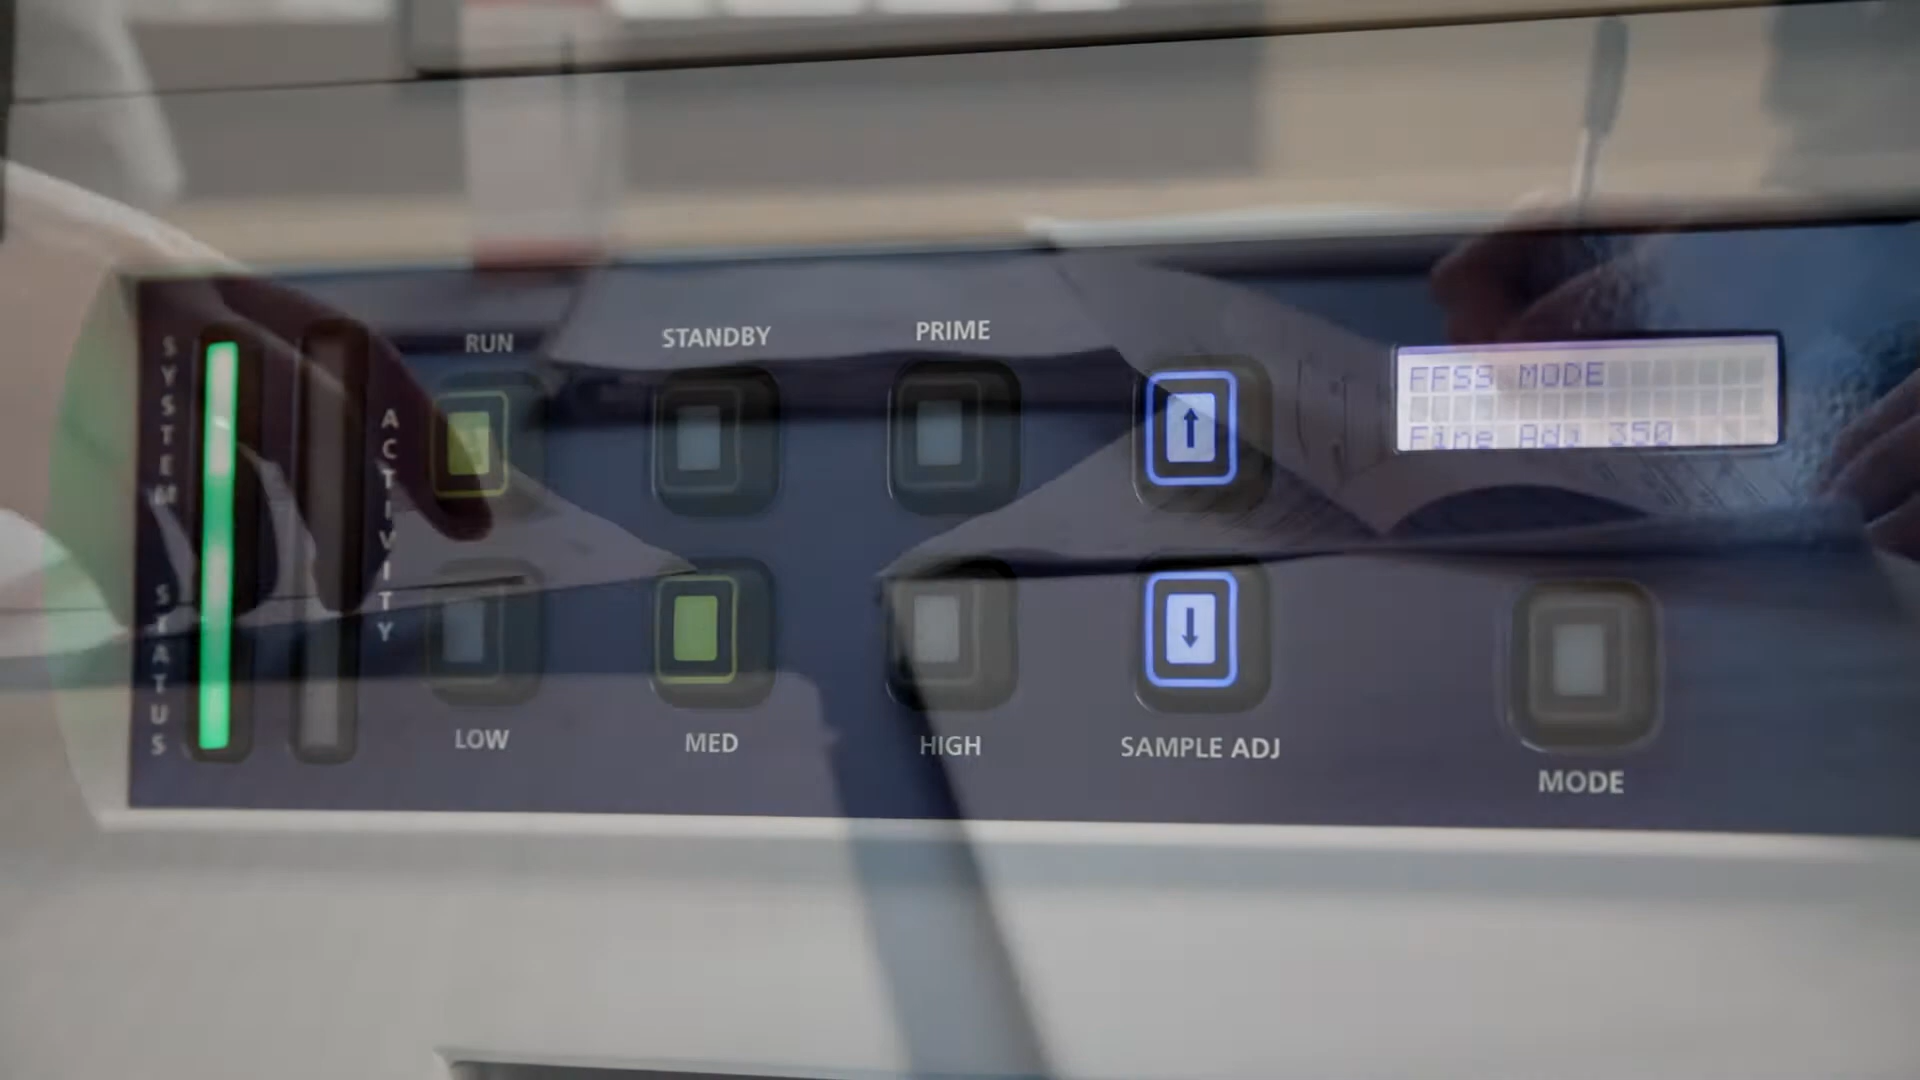 SYSTEM STATUS
ACTIVITY
RUN
STANDBY
PRIME
FFSS MODE
Fine Adj 350
LOW
MED
HIGH
SAMPLE ADJ
MODE